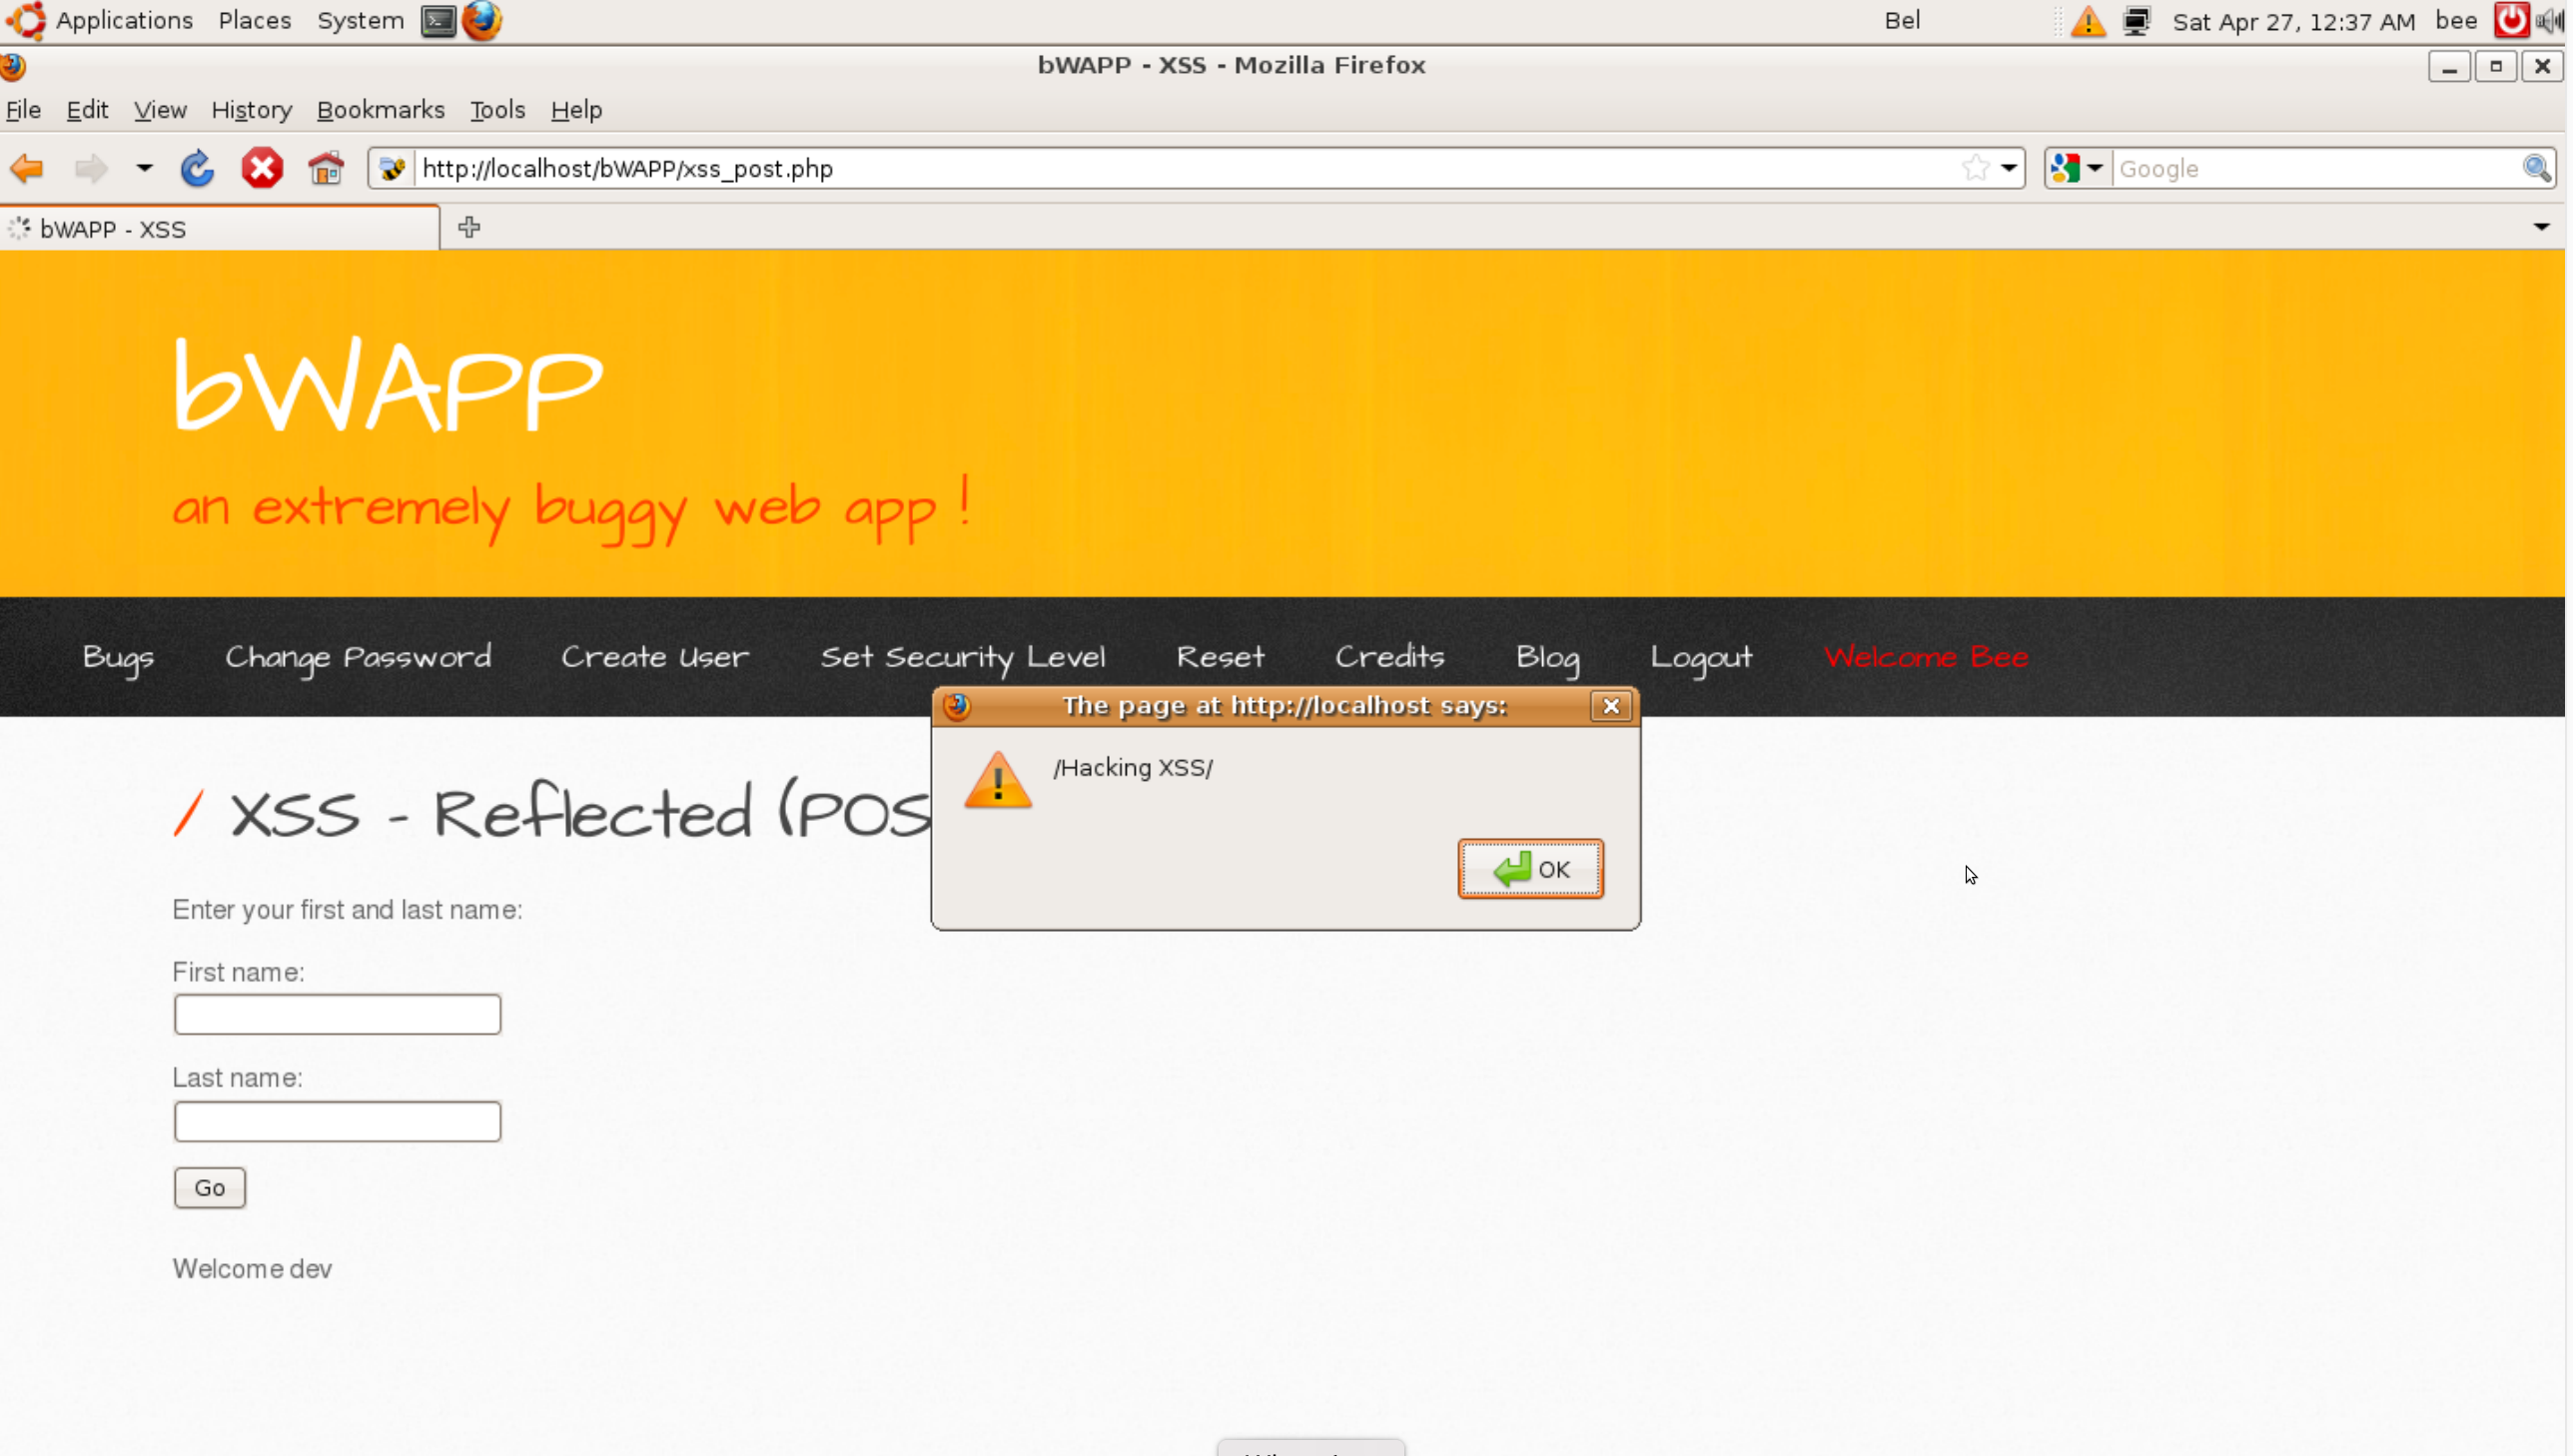 Applications Places System Bel Sat Apr 27, 12:37 AM bee
bWAPP - XSS - Mozilla Firefox
File Edit View History Bookmarks Tools Help
http://localhost/bWAPP/xss_post.php Google
bWAPP - XSS
bWAPP
an extremely buggy web app !
Bugs Change Password Create User Set Security Level Reset Credits Blog Logout Welcome Bee
The page at http://localhost says:
/Hacking XSS/
OK
/ XSS - Reflected (POS
Enter your first and last name:
First name:
Last name:
Go
Welcome dev